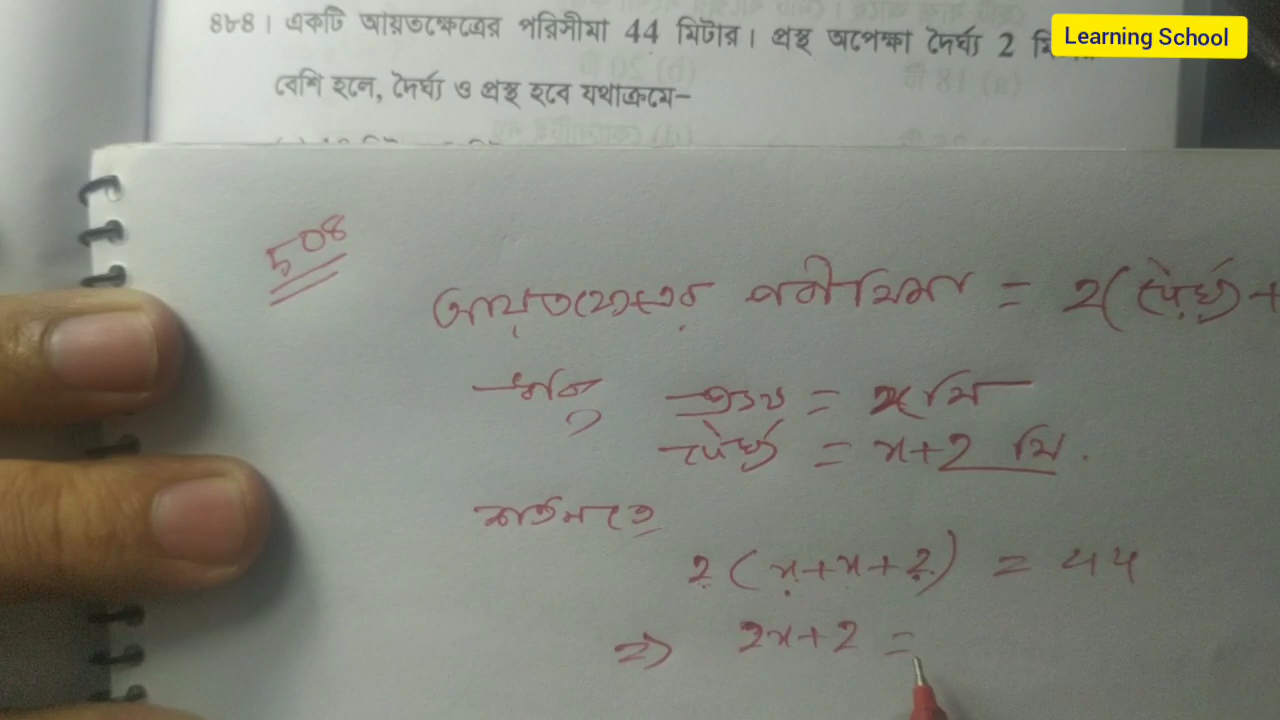 ৪৮৪। একটি আয়তক্ষেত্রের পরিসীমা 44 মিটার। প্রস্থ অপেক্ষা দৈর্ঘ্য 2
Learning School
বেশি হলে, দৈর্ঘ্য ও প্রস্থ হবে যথাক্রমে–
508
আয়তক্ষেত্রের পরীসিমা = 2(দৈর্ঘ্য +
ধরি, প্রস্থ = x মি
দৈর্ঘ্য = x+2 মি.
শর্তমতে
2(x+x+2) = 44
⇒ 2x+2 =